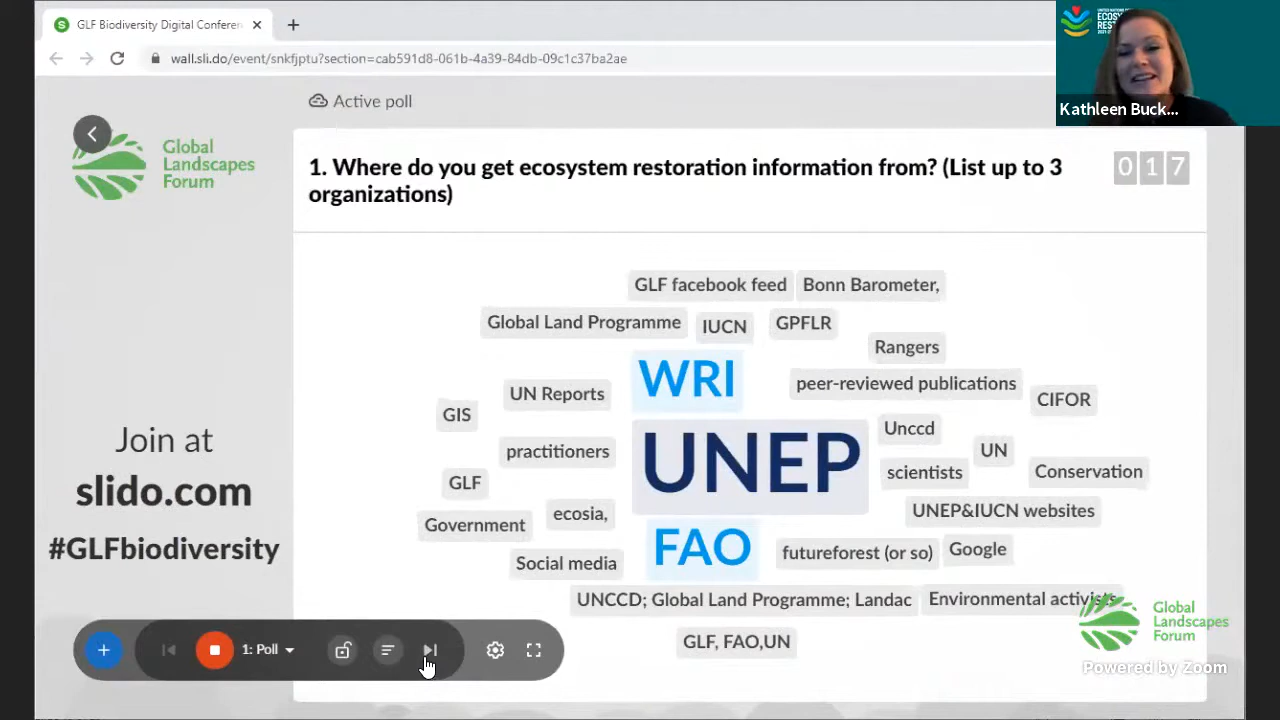 GLF Biodiversity Digital Conferen
wall.sli.do/event/snkfjptu?section=cab591d8-061b-4a39-84db-09c1c37ba2ae
Kathleen Buck...
Active poll
Global
Landscapes
Forum
1. Where do you get ecosystem restoration information from? (List up to 3
organizations)
017
GLF facebook feed
Bonn Barometer,
Global Land Programme
IUCN
GPFLR
Rangers
WRI
peer-reviewed publications
UN Reports
CIFOR
GIS
Unccd
UNEP
practitioners
UN
scientists
Conservation
GLF
UNEP&IUCN websites
ecosia,
Government
FAO
futureforest (or so)
Google
Social media
UNCCD; Global Land Programme; Landac
Environmental activists
GLF, FAO,UN
Join at
slido.com
#GLFbiodiversity
1: Poll
Global
Landscapes
Forum
Powered by Zoom